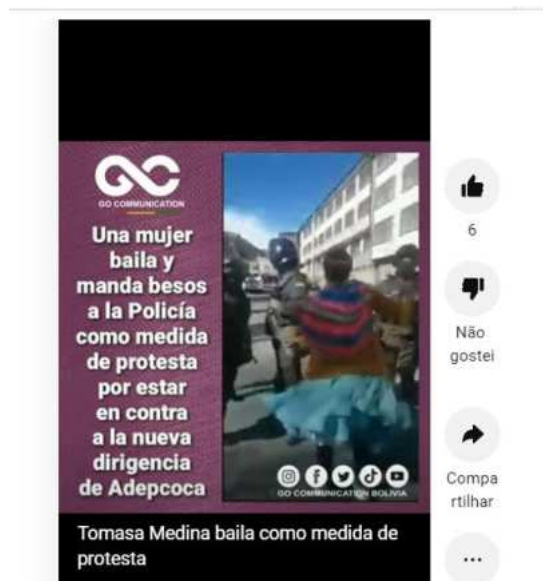 GO COMMUNICATION
Una mujer
baila y
manda besos
a la Policía
como medida
de protesta
por estar
en contra
a la nueva
dirigencia
de Adepcoca
GO COMMUNICATION BOLIVIA
Tomasa Medina baila como medida de
protesta
6
Não
gostei
Compa
rtilhar